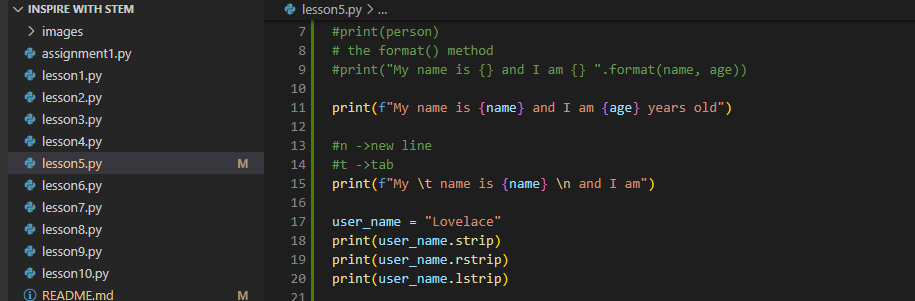 INSPIRE WITH STEM
images
assignment1.py
lesson1.py
lesson2.py
lesson3.py
lesson4.py
lesson5.py M
lesson6.py
lesson7.py
lesson8.py
lesson9.py
lesson10.py
README.md M
lesson5.py > ...
7 #print(person)
8 # the format() method
9 #print("My name is {} and I am {} ".format(name, age))
10
11 print(f"My name is {name} and I am {age} years old")
12
13 #n ->new line
14 #t ->tab
15 print(f"My \t name is {name} \n and I am")
16
17 user_name = "Lovelace"
18 print(user_name.strip)
19 print(user_name.rstrip)
20 print(user_name.lstrip)
21